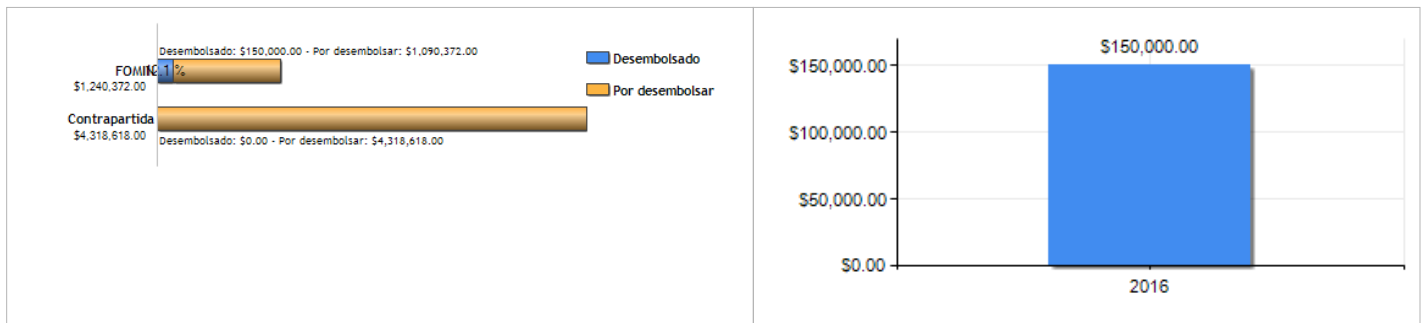 Desembolsado: $150,000.00 - Por desembolsar: $1,090,372.00
FOMIN
$1,240,372.00
Contrapartida
$4,318,618.00
Desembolsado: $0.00 - Por desembolsar: $4,318,618.00
Desembolsado
Por desembolsar
$150,000.00
$150,000.00
$100,000.00
$50,000.00
$0.00
2016